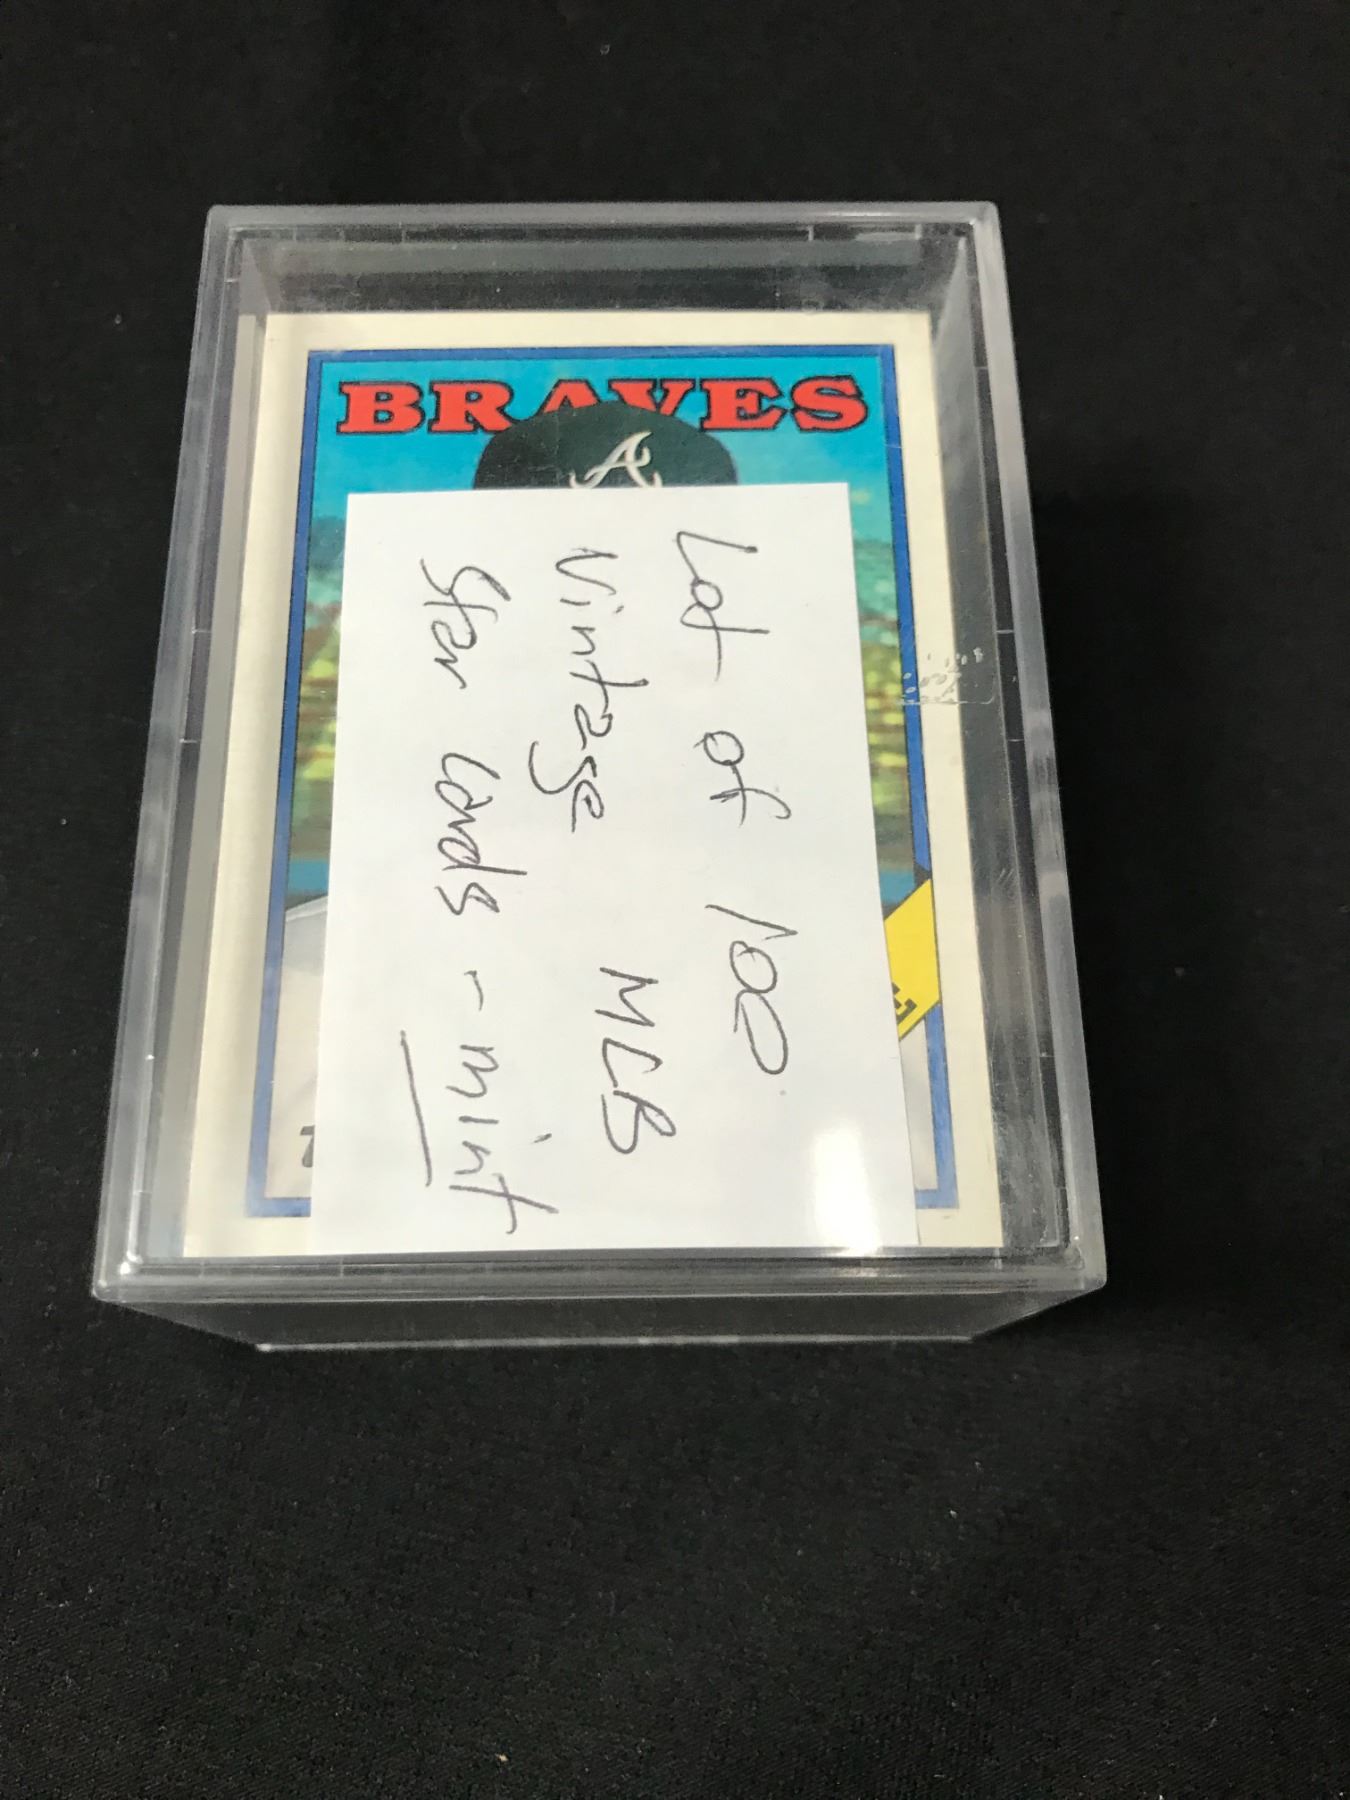 BRAVES
A
Lot of 100
Vintage MLB
Star Cards - mint